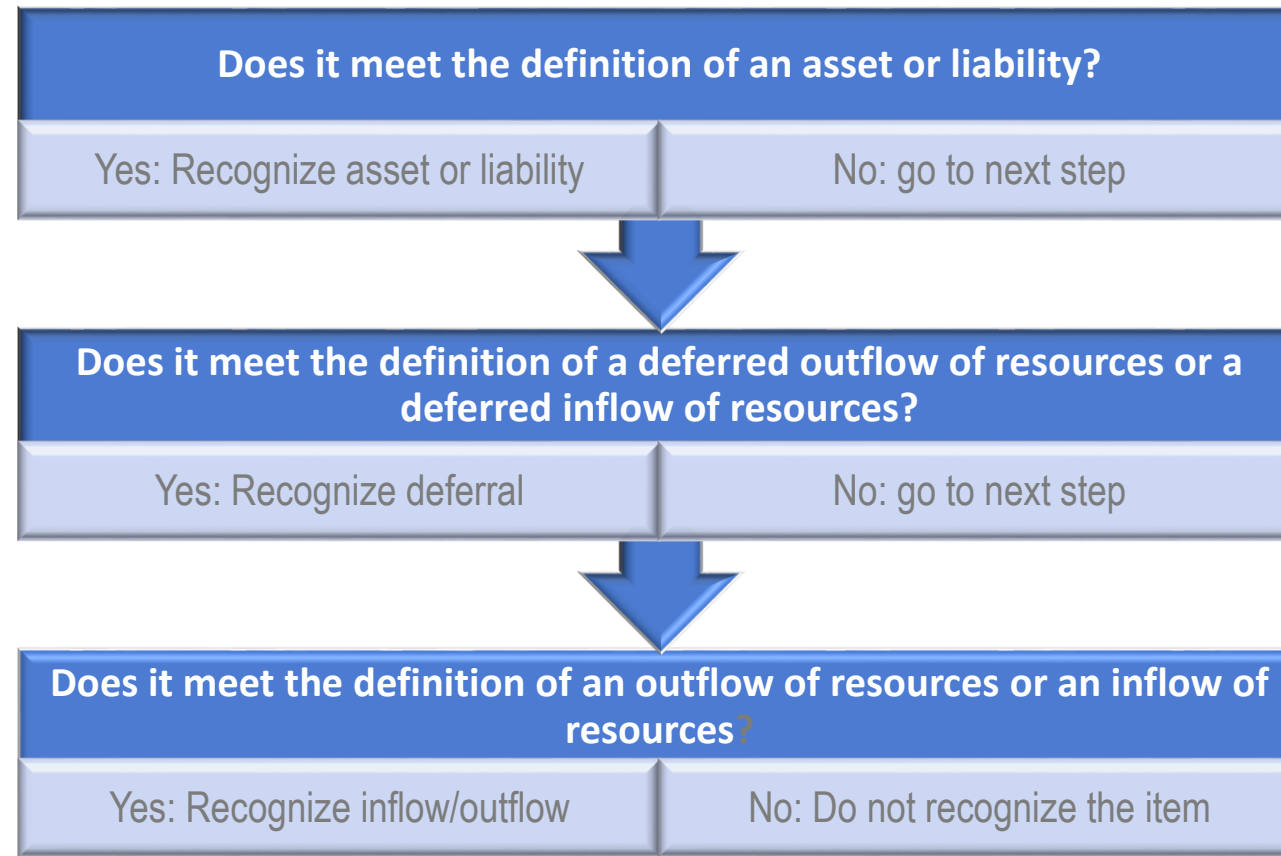 Does it meet the definition of an asset or liability?
Yes: Recognize asset or liability
No: go to next step
Does it meet the definition of a deferred outflow of resources or a
deferred inflow of resources?
Yes: Recognize deferral
No: go to next step
Does it meet the definition of an outflow of resources or an inflow of
resources?
Yes: Recognize inflow/outflow
No: Do not recognize the item